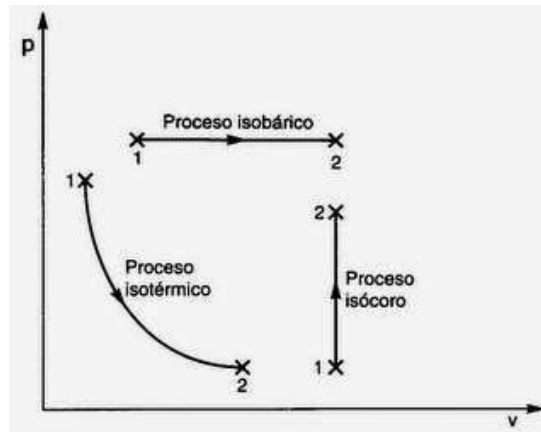 p
Proceso isobárico
1
2
1
2
Proceso
isotérmico
Proceso
isócoro
2
1
v